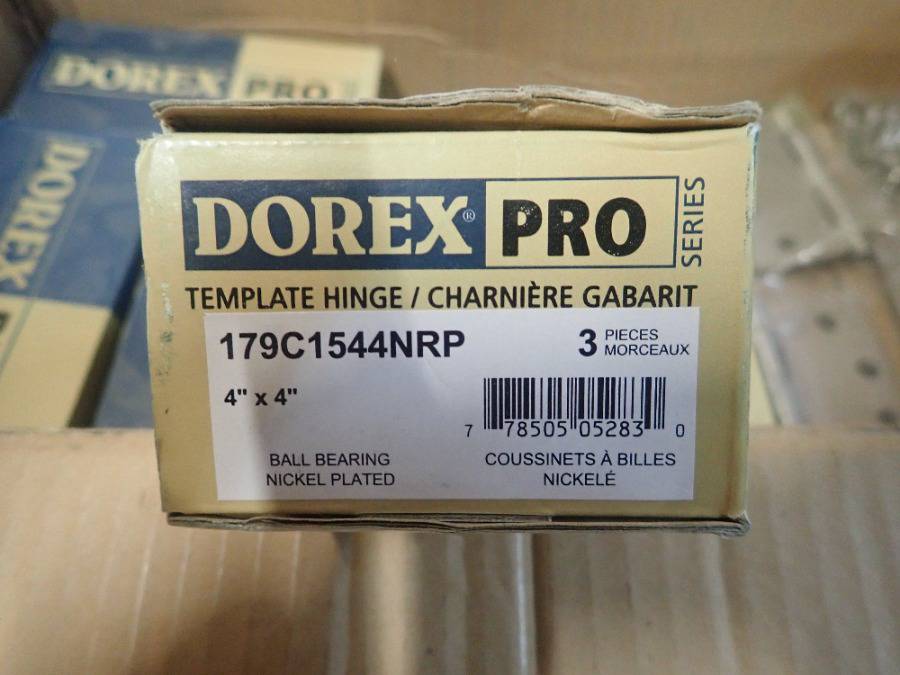 DOREX PRO
DOREX
DOREX® PRO
SERIES
TEMPLATE HINGE / CHARNIÈRE GABARIT
179C1544NRP
3 PIECES
MORCEAUX
4" x 4"
7 78505 05283 0
BALL BEARING
NICKEL PLATED
COUSSINETS À BILLES
NICKELÉ